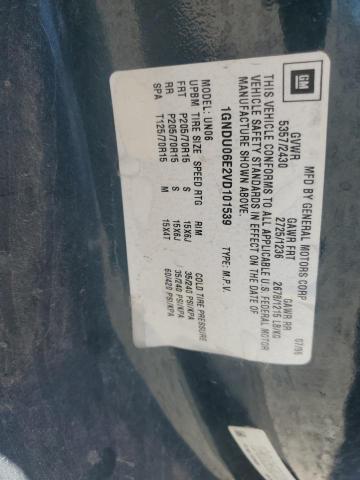 GM
MFD BY GENERAL MOTORS CORP 07/96
GVWR GAWR FRT GAWR RR
5357/2430 2725/1236 2678/1215 LB/KG
THIS VEHICLE CONFORMS TO ALL APPLICABLE U.S. FEDERAL MOTOR
VEHICLE SAFETY STANDARDS IN EFFECT ON THE DATE OF
MANUFACTURE SHOWN ABOVE.
1GNDU06E2VD101539 TYPE: M.P.V.
MODEL: UN06
UPBM TIRE SIZE SPEED RTG RIM COLD TIRE PRESSURE
FRT P205/70R15 S 15X6J 35/240 PSI/KPA
RR P205/70R15 S 15X6J 35/240 PSI/KPA
SPA T125/70R15 M 15X4T 60/420 PSI/KPA